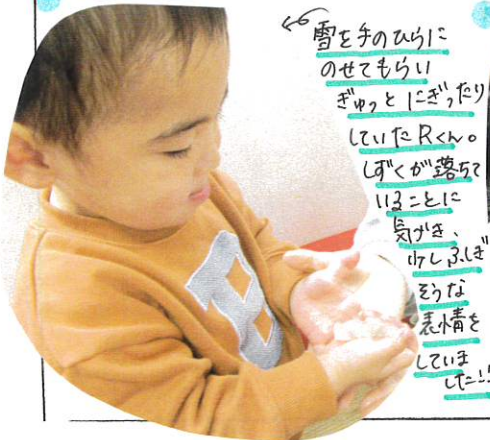 雪を手のひらに
のせてもらい
ぎゅっと にぎったり
していたRくん。
しずくが落ちて
いることに
気づき、
少しふしぎ
そうな
表情を
していま
した!!